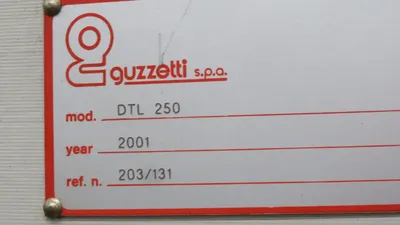 guzzetti s.p.a.
mod. DTL 250
year 2001
ref. n. 203/131